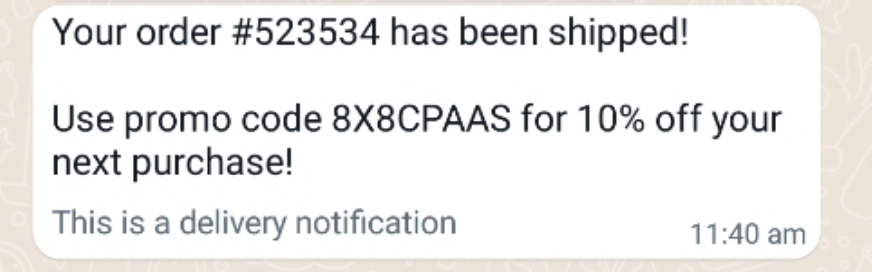 Your order #523534 has been shipped!
Use promo code 8X8CPAAS for 10% off your
next purchase!
This is a delivery notification
11:40 am